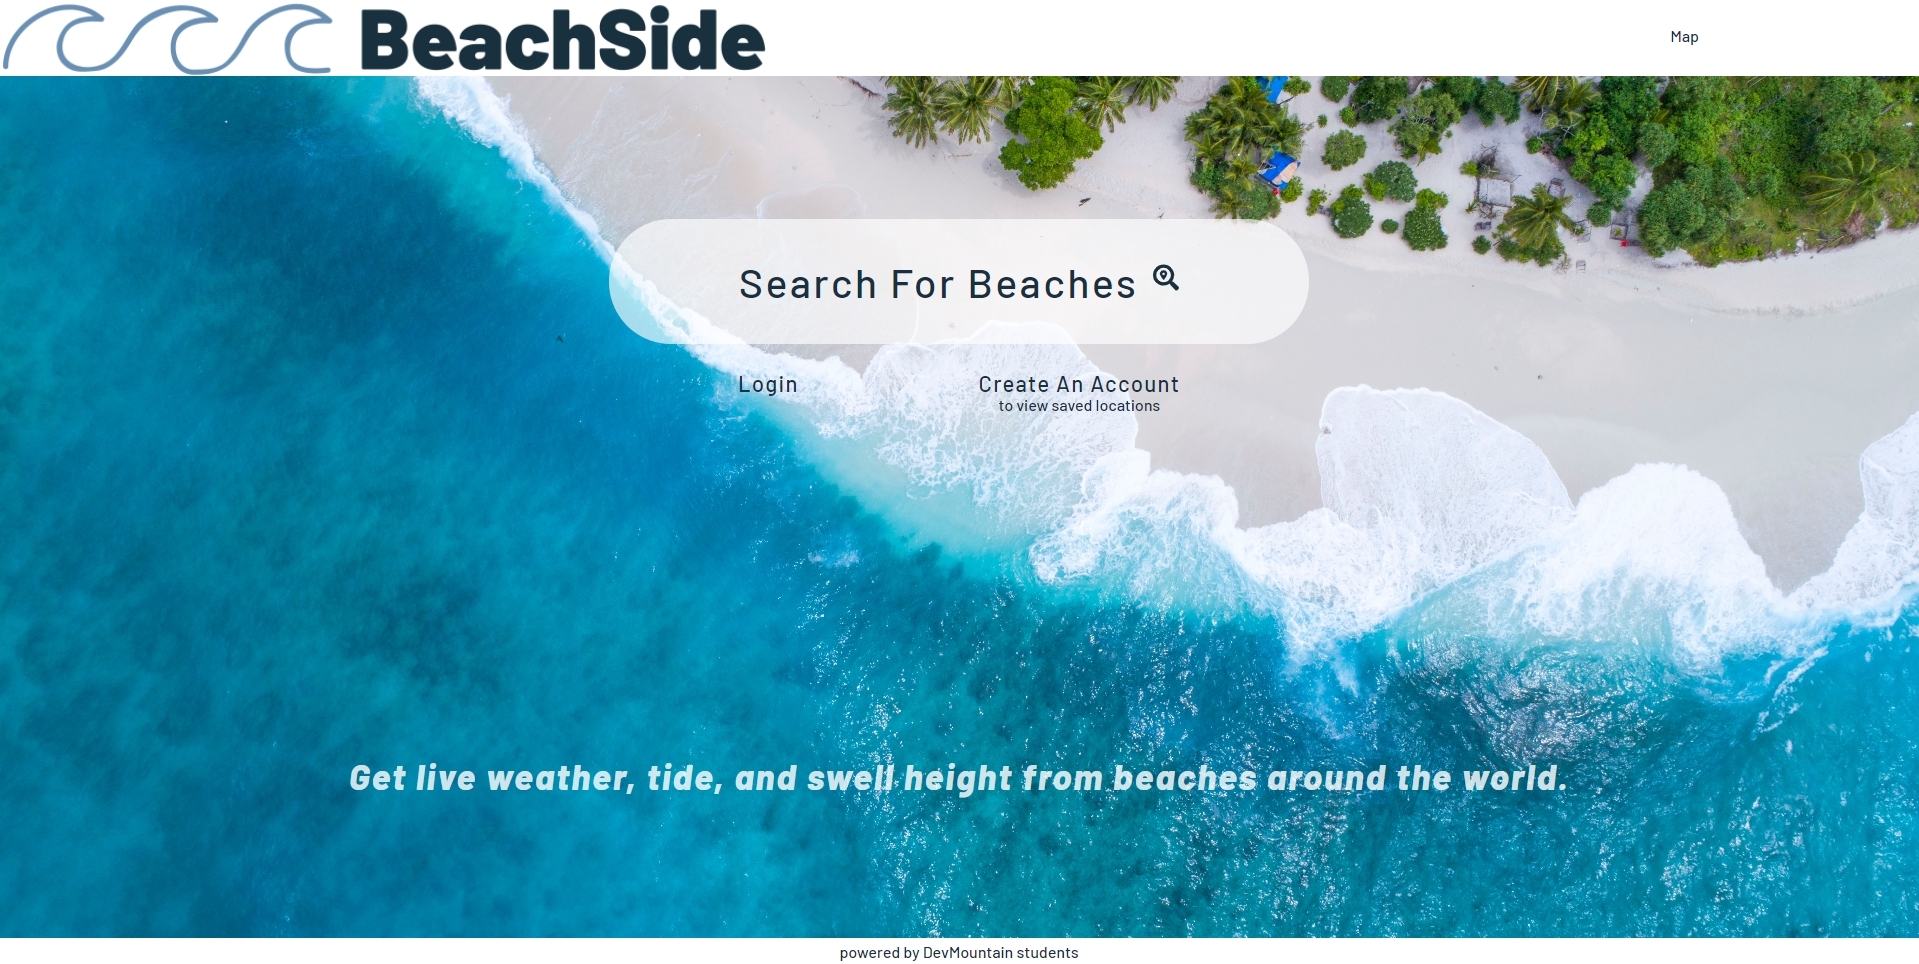 BeachSide
Map
Search For Beaches
Login
Create An Account
to view saved locations
Get live weather, tide, and swell height from beaches around the world.
powered by DevMountain students